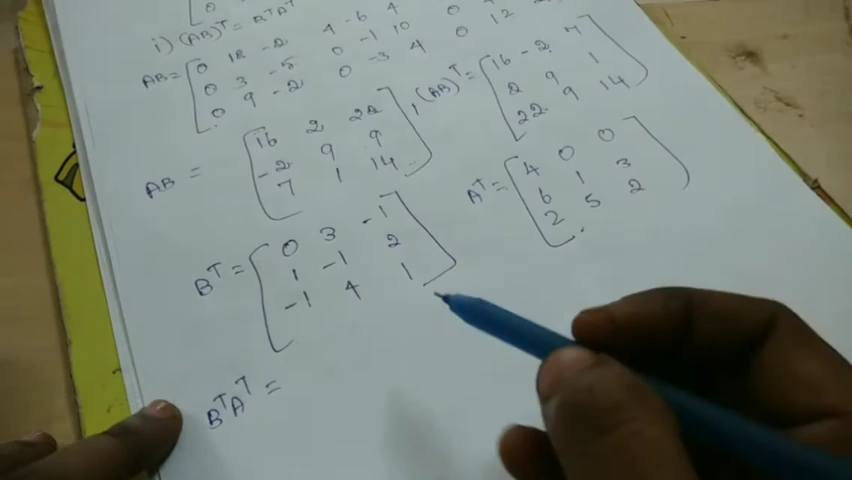 0
i) (AB)ᵀ = BᵀAᵀ
AB = [ 0 18 -2 4 -6 4 0
0 3 -5 0 -1 10 0 12
0 9 -2 0 -3 4
AB = [ 16 2 22 , (AB)ᵀ = [ 16 -2 7
-2 9 9 2 9 1
7 1 14 ] 22 9 14 ]
Bᵀ = [ 0 3 -1 Aᵀ = [ 4 0 0
1 -1 2 6 1 3
-1 4 1 ] 2 5 2 ]
BᵀAᵀ =